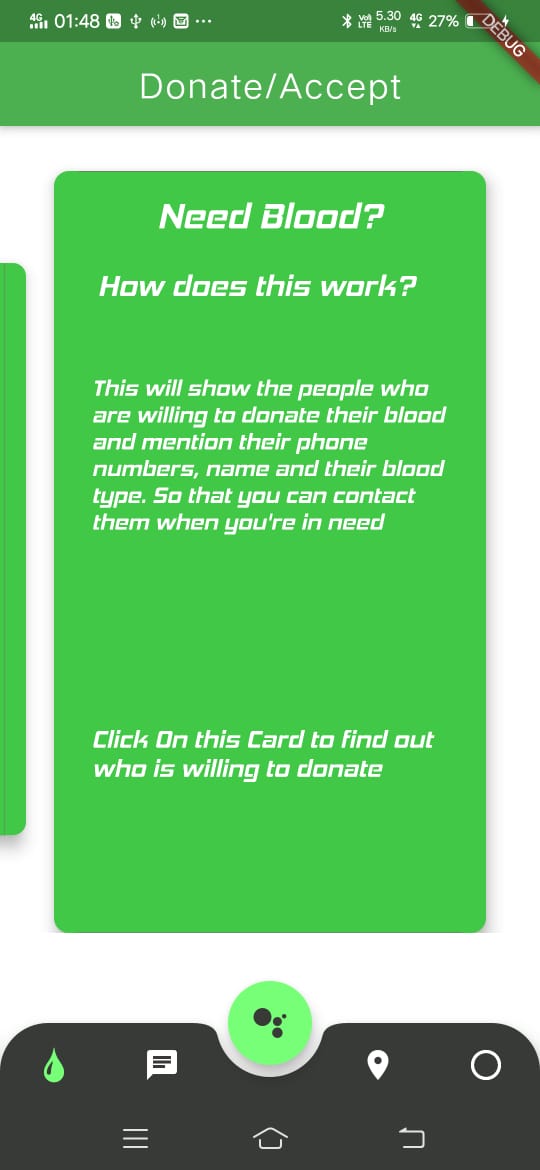 4G 01:48 ... Vo) LTE 5.30 KB/s 4G 27% DEBUG
Donate/Accept
Need Blood?
How does this work?
This will show the people who
are willing to donate their blood
and mention their phone
numbers, name and their blood
type. So that you can contact
them when you're in need
Click On this Card to find out
who is willing to donate